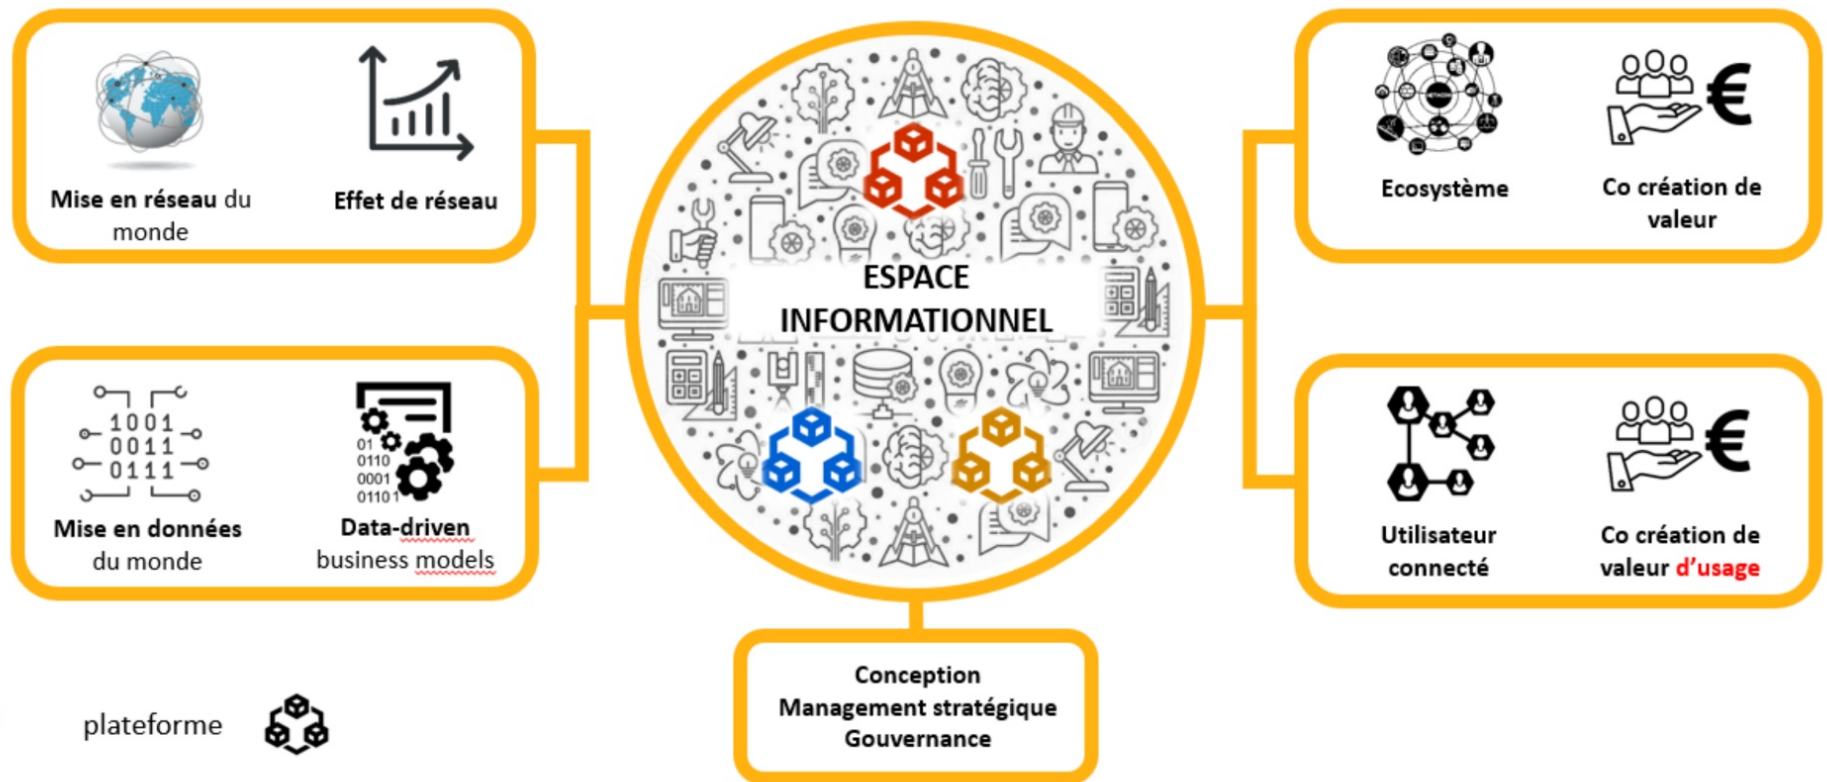 Mise en réseau du
monde
Effet de réseau
Mise en données
du monde
1001
0011
0111
01
0110
0001
01101
Data-driven
business models
plateforme
ESPACE
INFORMATIONNEL
Conception
Management stratégique
Gouvernance
Ecosystème
€
Co création de
valeur
Utilisateur
connecté
€
Co création de
valeur d’usage